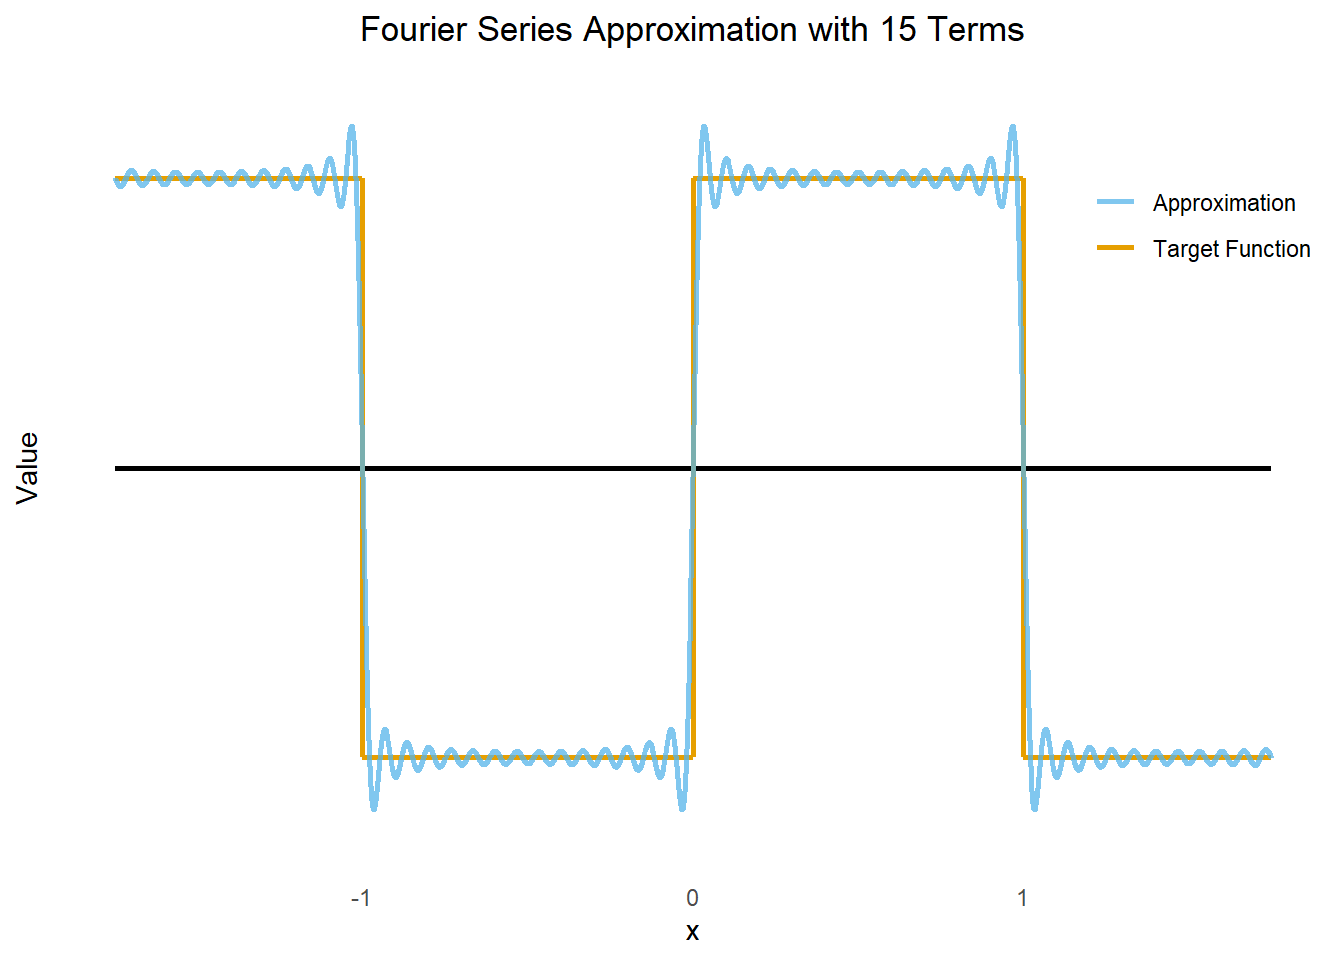 Fourier Series Approximation with 15 Terms
Approximation
Target Function
Value
-1
0
1
x